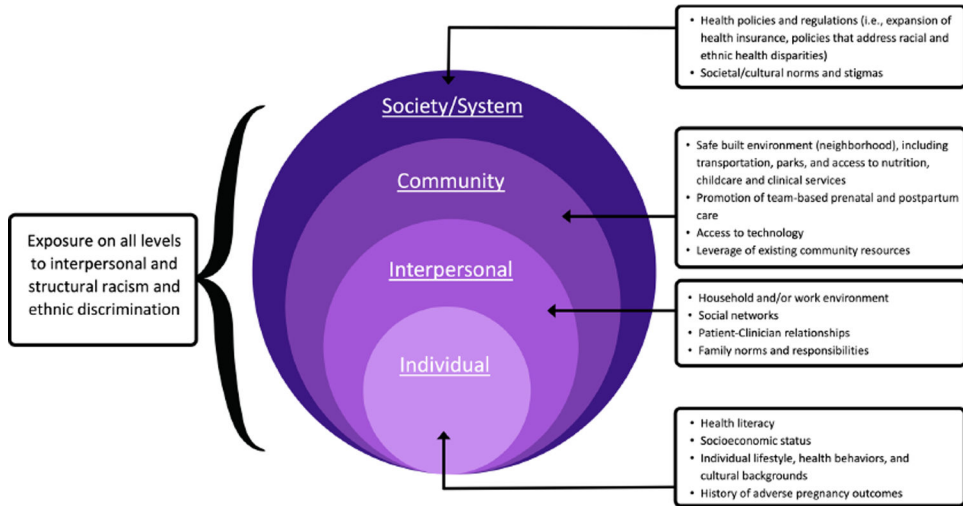 Exposure on all levels
to interpersonal and
structural racism and
ethnic discrimination
Society/System
Community
Interpersonal
Individual
• Health policies and regulations (i.e., expansion of
health insurance, policies that address racial and
ethnic health disparities)
• Societal/cultural norms and stigmas
• Safe built environment (neighborhood), including
transportation, parks, and access to nutrition,
childcare and clinical services
• Promotion of team-based prenatal and postpartum
care
• Access to technology
• Leverage of existing community resources
• Household and/or work environment
• Social networks
• Patient-Clinician relationships
• Family norms and responsibilities
• Health literacy
• Socioeconomic status
• Individual lifestyle, health behaviors, and
cultural backgrounds
• History of adverse pregnancy outcomes